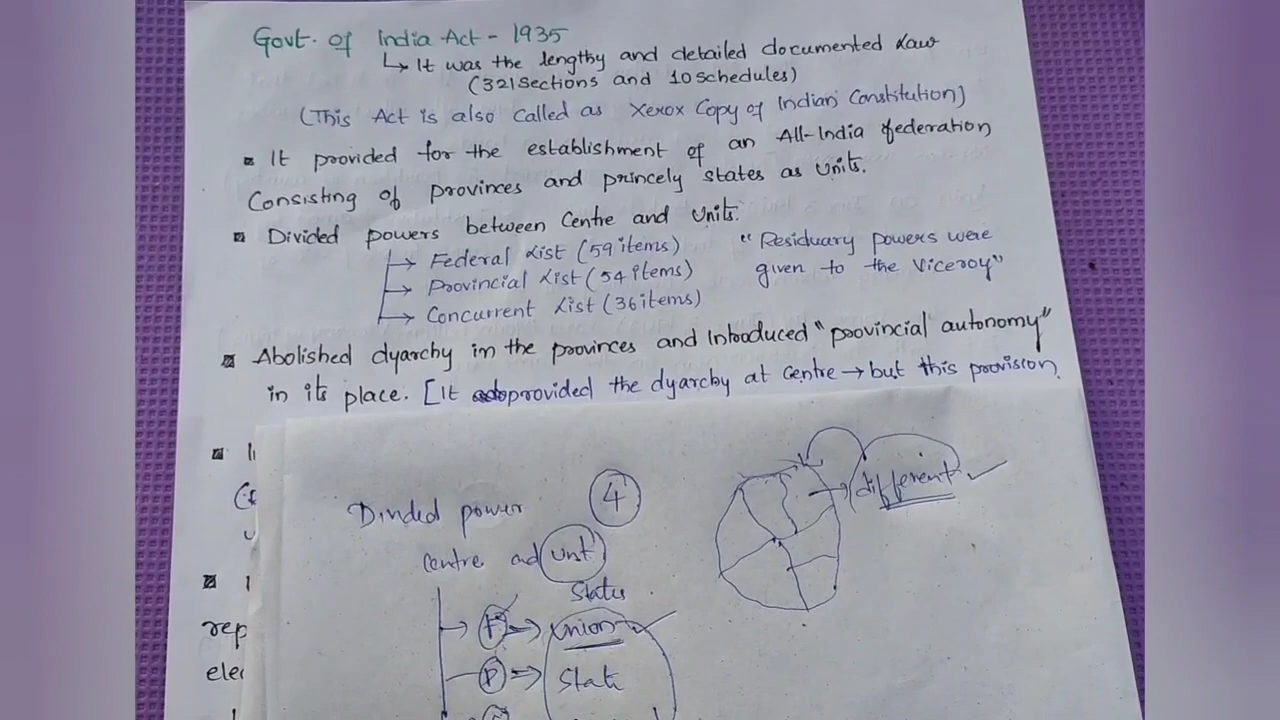 Govt. of India Act - 1935
↳ It was the lengthy and detailed documented Law
(321 Sections and 10 Schedules)
(This Act is also called as Xerox Copy of Indian Constitution)
It provided for the establishment of an All-India federation
Consisting of provinces and princely states as Units.
Divided powers between Centre and Units.
→ Federal List (59 items)
→ Provincial List (54 items)
→ Concurrent List (36 items)
"Residuary powers were
given to the Viceroy"
Abolished dyarchy in the provinces and Introduced "provincial autonomy"
in its place. [It provided the dyarchy at Centre → but this provision
rep
elec
Divided power
4
Centre ad Unit
States
F → Union
P → State
different